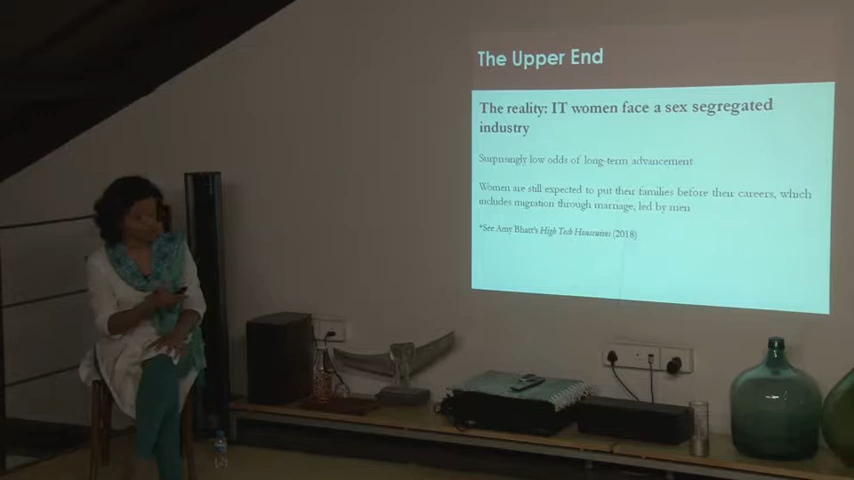 The Upper End
The reality: IT women face a sex segregated
industry
Surprisingly low odds of long-term advancement
Women are still expected to put their families before their careers, which
includes migration through marriage, led by men
*See Amy Bhatt's High Tech Housewives (2018)